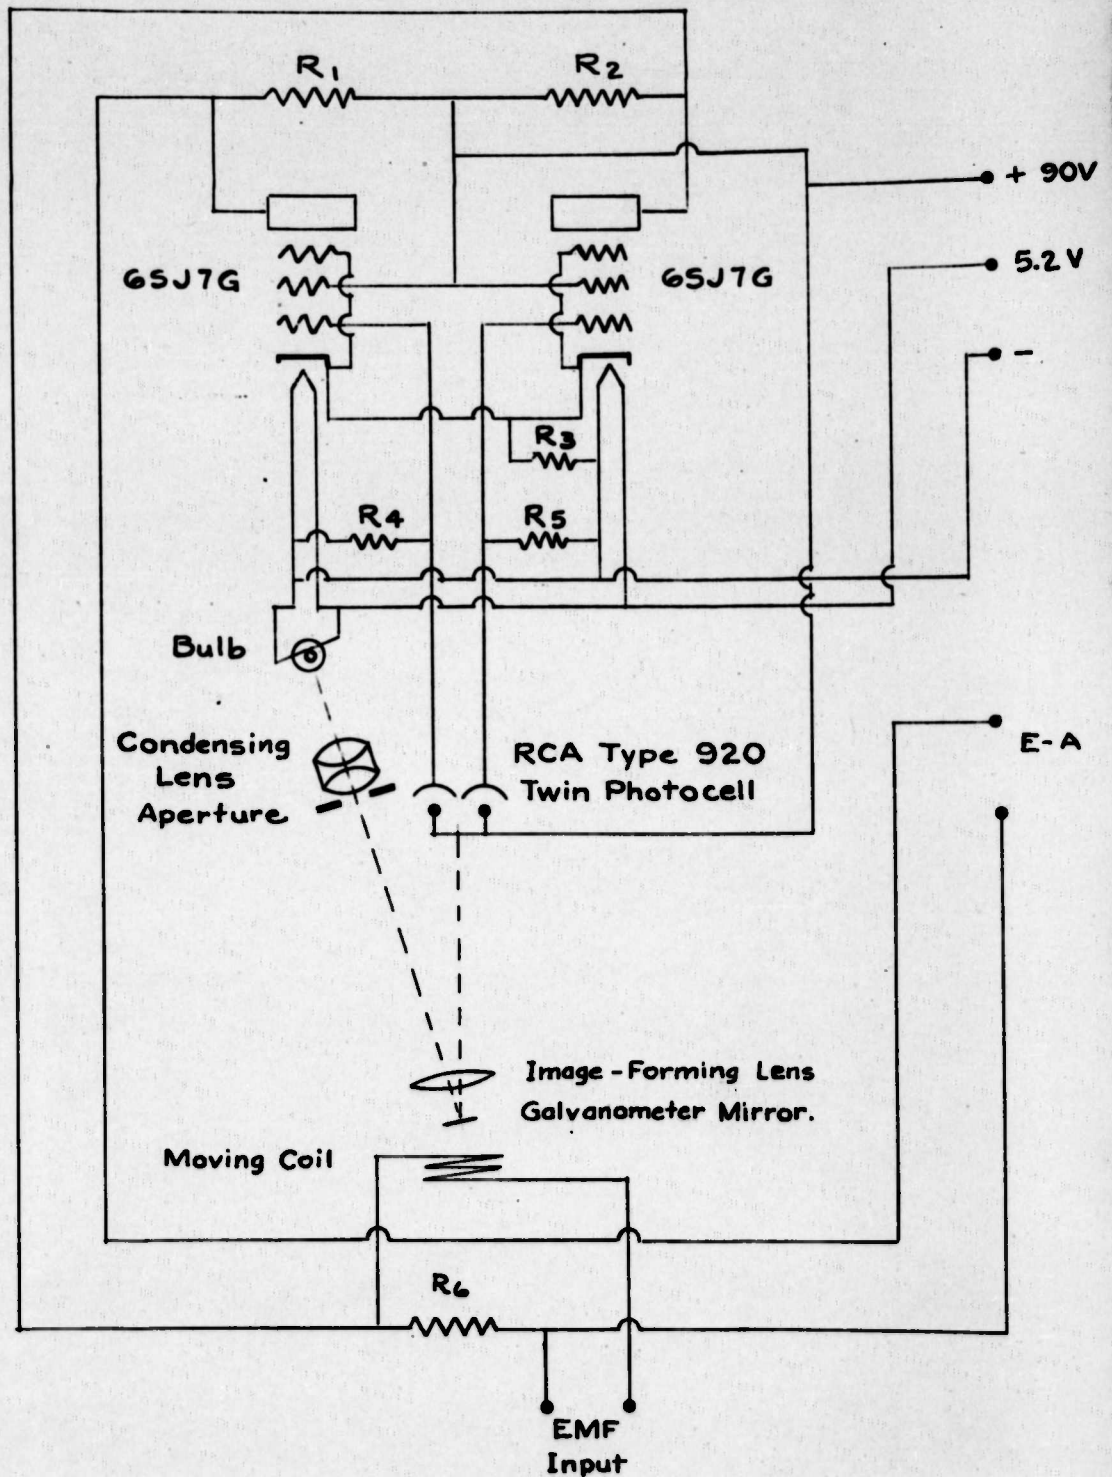 R1
R2
+ 90V
5.2 V
6SJ7G
6SJ7G
-
R3
R4
R5
Bulb
Condensing
Lens
Aperture
RCA Type 920
Twin Photocell
E-A
Image-Forming Lens
Galvanometer Mirror.
Moving Coil
R6
EMF
Input